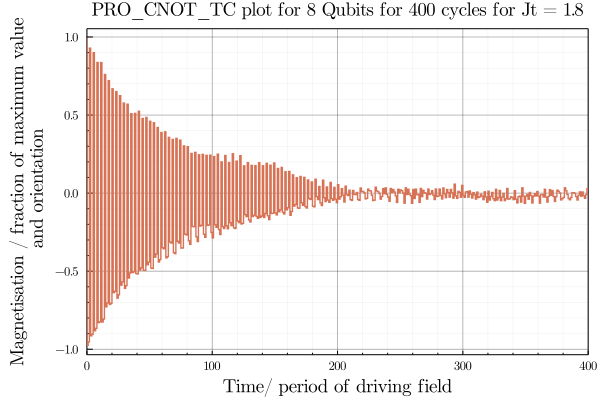 PRO_CNOT_TC plot for 8 Qubits for 400 cycles for Jt = 1.8
Magnetisation / fraction of maximum value
and orientation
1.0
0.5
0.0
−0.5
−1.0
0
100
200
300
400
Time/ period of driving field